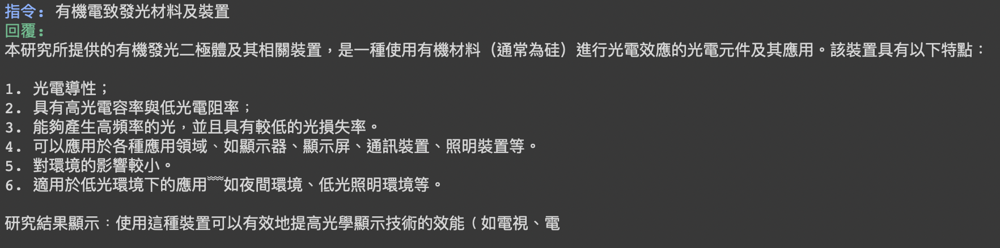 指令: 有機電致發光材料及裝置
回覆:
本研究所提供的有機發光二極體及其相關裝置，是一種使用有機材料（通常為硅）進行光電效應的光電元件及其應用。該裝置具有以下特點：
1. 光電導性；
2. 具有高光電容率與低光電阻率；
3. 能夠產生高頻率的光，並且具有較低的光損失率。
4. 可以應用於各種應用領域、如顯示器、顯示屏、通訊裝置、照明裝置等。
5. 對環境的影響較小。
6. 適用於低光環境下的應用﹌如夜間環境、低光照明環境等。
研究結果顯示：使用這種裝置可以有效地提高光學顯示技術的效能（如電視、電